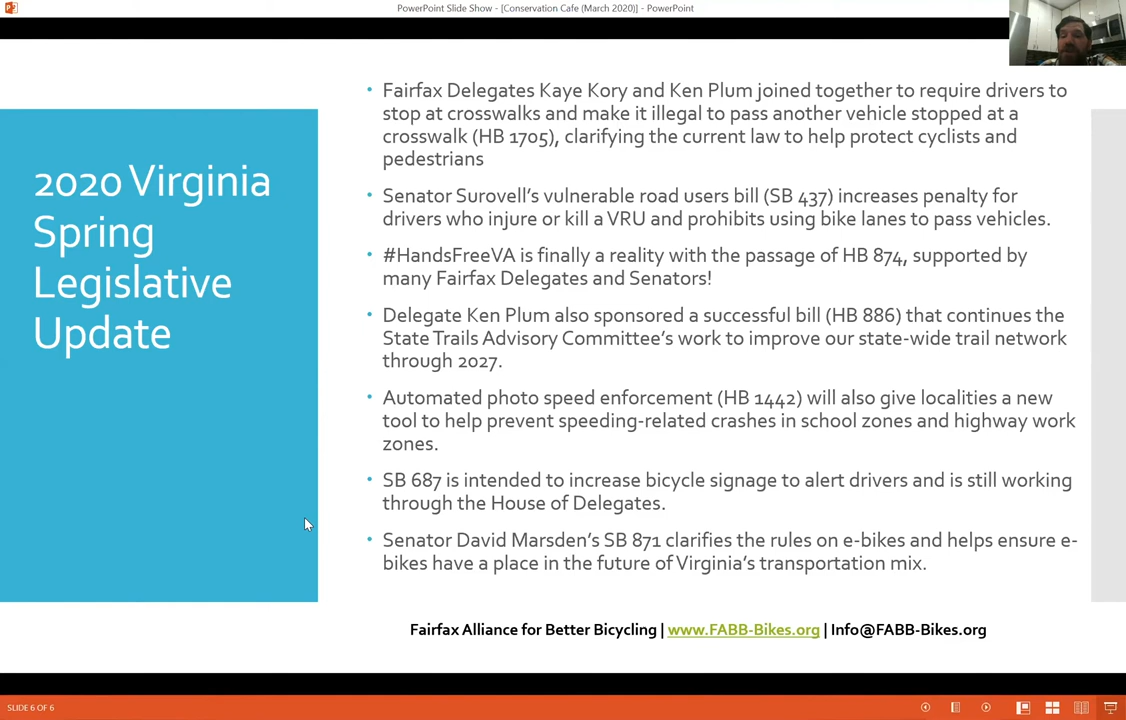 PowerPoint Slide Show - [Conservation Cafe (March 2020)] - PowerPoint
2020 Virginia
Spring
Legislative
Update
• Fairfax Delegates Kaye Kory and Ken Plum joined together to require drivers to
stop at crosswalks and make it illegal to pass another vehicle stopped at a
crosswalk (HB 1705), clarifying the current law to help protect cyclists and
pedestrians
• Senator Surovell’s vulnerable road users bill (SB 437) increases penalty for
drivers who injure or kill a VRU and prohibits using bike lanes to pass vehicles.
• #HandsFreeVA is finally a reality with the passage of HB 874, supported by
many Fairfax Delegates and Senators!
• Delegate Ken Plum also sponsored a successful bill (HB 886) that continues the
State Trails Advisory Committee’s work to improve our state-wide trail network
through 2027.
• Automated photo speed enforcement (HB 1442) will also give localities a new
tool to help prevent speeding-related crashes in school zones and highway work
zones.
• SB 687 is intended to increase bicycle signage to alert drivers and is still working
through the House of Delegates.
• Senator David Marsden’s SB 871 clarifies the rules on e-bikes and helps ensure e-
bikes have a place in the future of Virginia’s transportation mix.
Fairfax Alliance for Better Bicycling | www.FABB-Bikes.org | Info@FABB-Bikes.org
SLIDE 6 OF 6